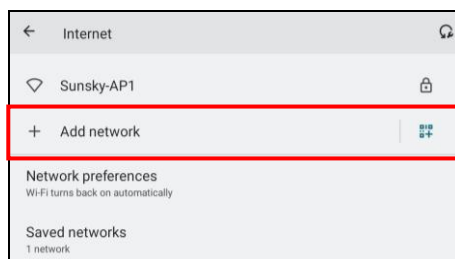 Internet
Sunsky-AP1
Add network
Network preferences
Wi-Fi turns back on automatically
Saved networks
1 network